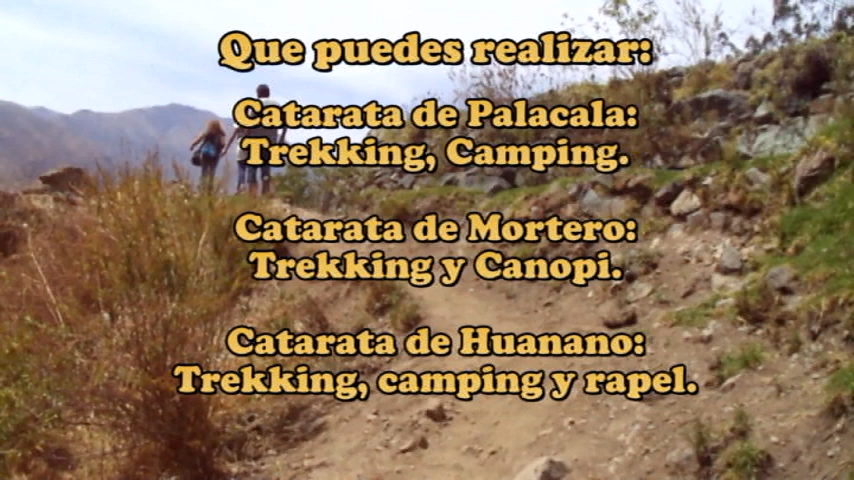 Que puedes realizar:
Catarata de Palacala:
Trekking, Camping.
Catarata de Mortero:
Trekking y Canopi.
Catarata de Huanano:
Trekking, camping y rapel.